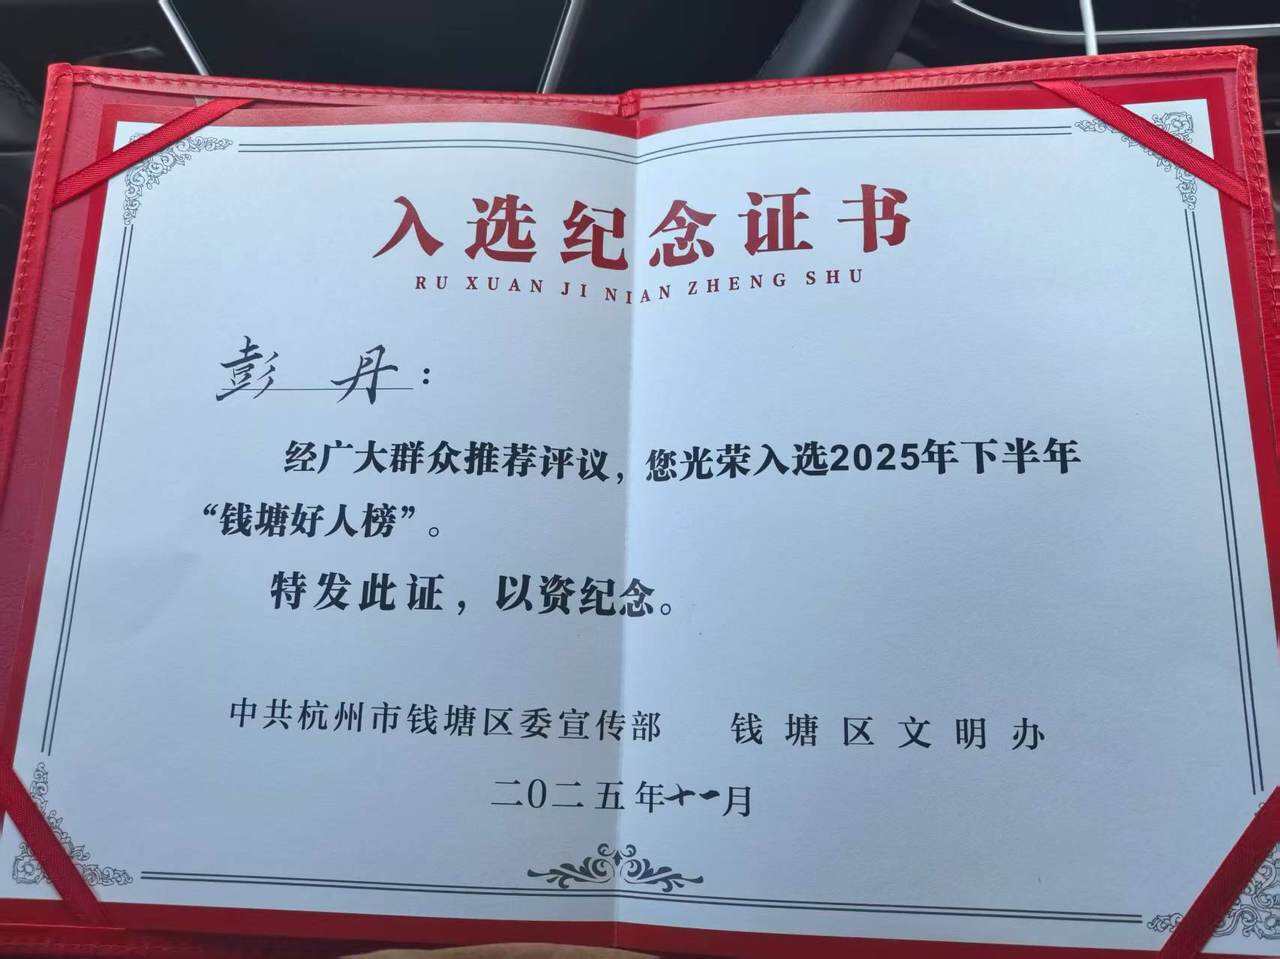 入选纪念证书
RU XUAN JI NIAN ZHENG SHU
彭 丹：
经广大群众推荐评议，您光荣入选2025年下半年
“钱塘好人榜”。
特发此证，以资纪念。
中共杭州市钱塘区委宣传部 钱塘区文明办
二〇二五年十一月